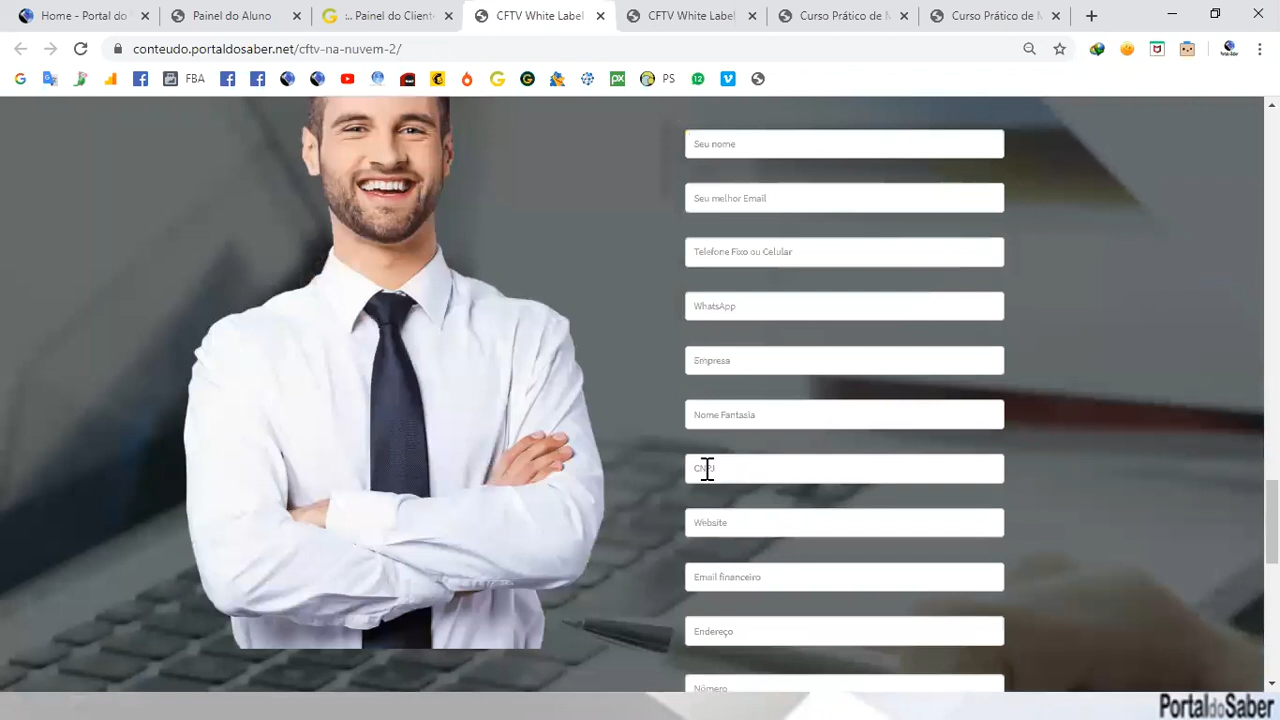 Home - Portal do
Painel do Aluno
:.. Painel do Client
CFTV White Label
CFTV White Label
Curso Prático de M
Curso Prático de M
conteudo.portaldosaber.net/cftv-na-nuvem-2/
FBA
PS
Seu nome
Seu melhor Email
Telefone Fixo ou Celular
WhatsApp
Empresa
Nome Fantasia
CNPJ
Website
Email financeiro
Endereço
Número
PortaldoSaber